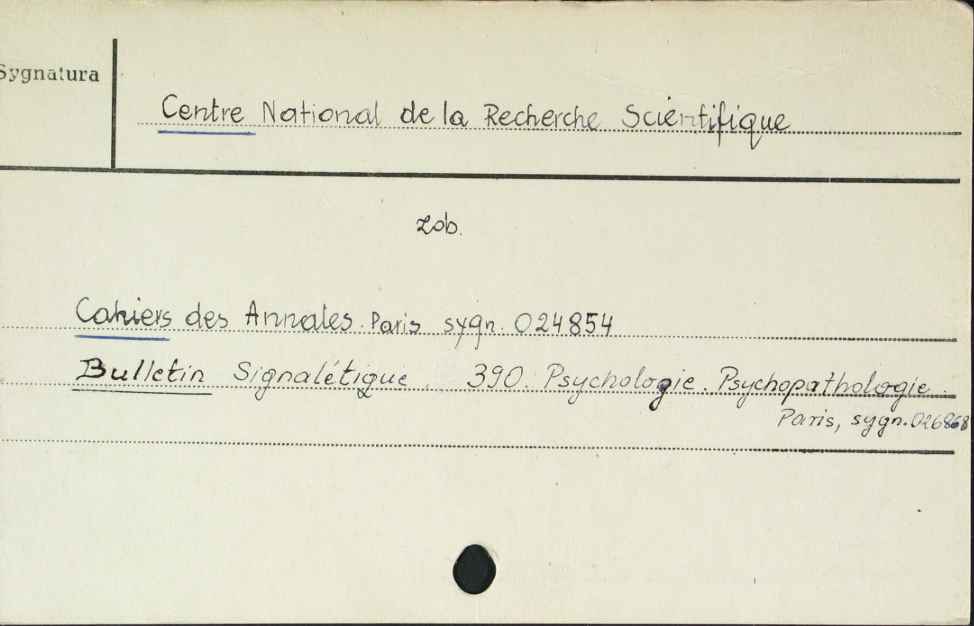 Sygnatura
Centre National de la Recherche Scientifique
zob.
Cahiers des Annales. Paris sygn. 024854
Bulletin Signalétique. 390. Psychologie. Psychopathologie.
Paris, sygn. 026868